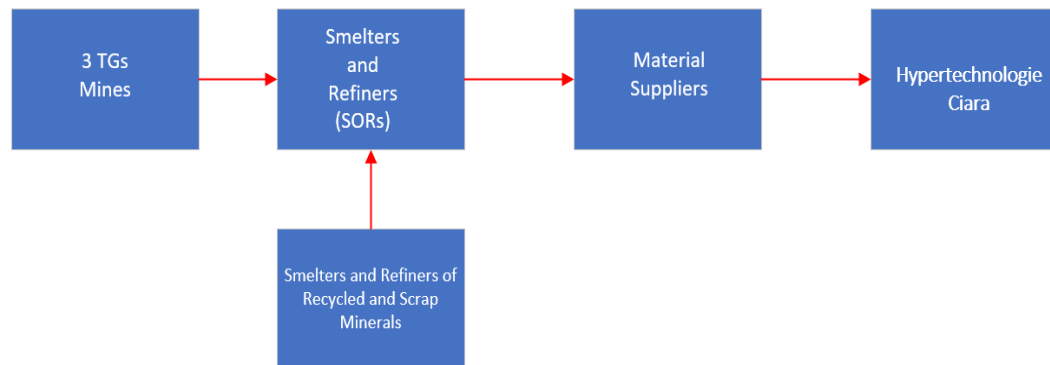 3 TGs
Mines
Smelters
and
Refiners
(SORs)
Material
Suppliers
Hypertechnologie
Ciara
Smelters and Refiners of
Recycled and Scrap
Minerals